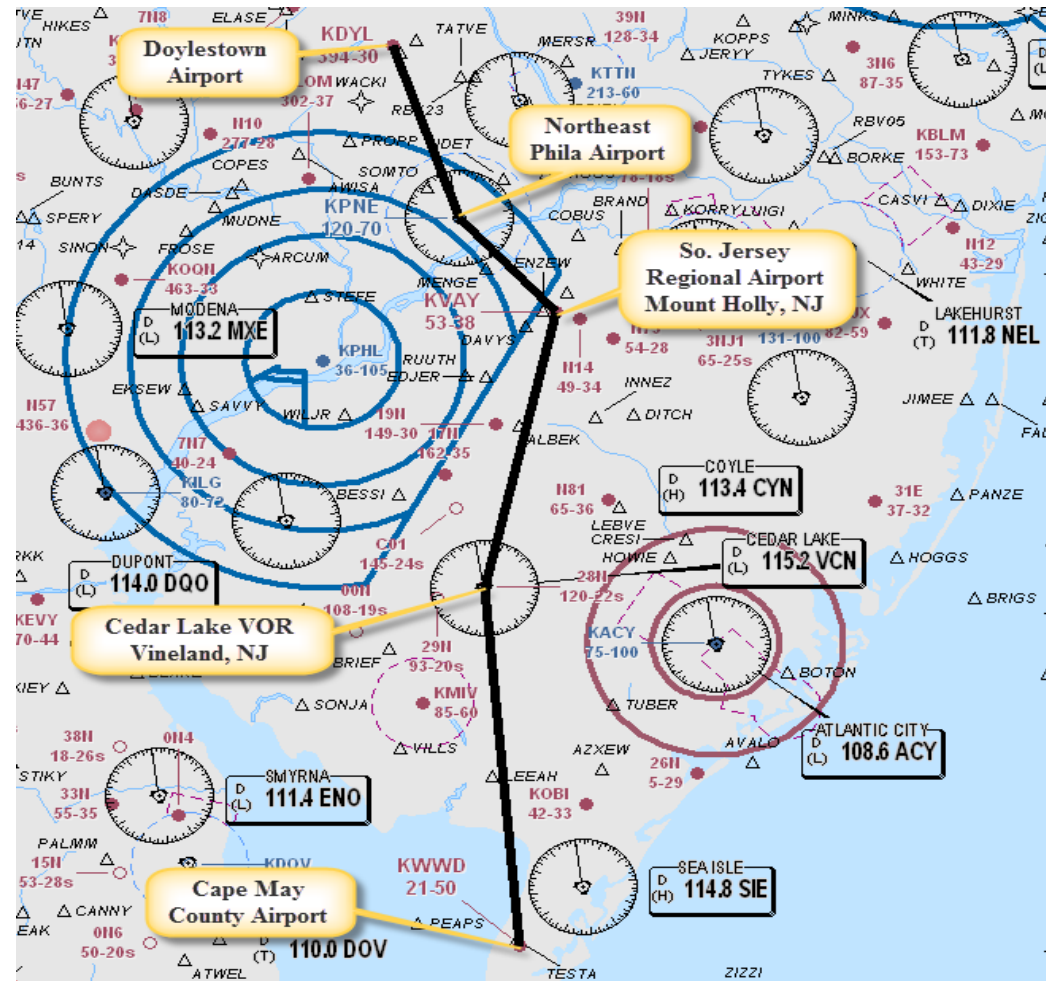 HIKES
7N8
ELASE
KDYL
394-30
TATVE
39N
128-34
MINKS
KOPPS
MERSR
JERYY
3N6
87-35
Doylestown
Airport
KTTN
213-60
TYKES
N47
56-27
LOM
302-37
WACKI
RBV05
N10
277-28
PROPP
Northeast
Phila Airport
KBLM
153-73
BORKE
COPES
SOMTO
BUNTS
DASDE
AWISA
KPNE
120-70
BRAND
CASVI
DIXIE
SPERY
MUDNE
COBUS
KORRY
LUIGI
14
SINON
FROSE
ARCUM
N12
43-29
ENZEW
So. Jersey
Regional Airport
Mount Holly, NJ
KOQN
463-33
MENGE
WHITE
STEFE
KVAY
53-38
MODENA
D
(L)
113.2 MXE
LAKEHURST
D
(T)
111.8 NEL
DAVYS
54-28
3NJ1
65-25s
131-100
82-59
KPHL
36-105
RUUTH
N14
49-34
EDJER
INNEZ
EKSEW
SAVVY
WILJR
19N
149-30
DITCH
JIMEE
N57
436-36
17N
162-35
ALBEK
7N7
40-24
COYLE
D
(H)
113.4 CYN
KILG
80-72
BESSI
N81
65-36
31E
37-32
PANZE
LEBVE
CRESI
C01
145-24s
HOWIE
CEDAR LAKE
D
(L)
115.2 VCN
HOGGS
DUPONT
D
(L)
114.0 DQO
00N
108-19s
28N
120-22s
BRIGS
KEVY
70-44
Cedar Lake VOR
Vineland, NJ
KACY
75-100
29N
93-20s
BRIEF
BOTON
KIEY
SONJA
KMIV
85-60
TUBER
38N
18-26s
0N4
VILLS
AZXEW
AVALO
ATLANTIC CITY
D
(L)
108.6 ACY
STIKY
SMYRNA
D
(L)
111.4 ENO
LEEAH
26N
5-29
33N
55-35
KOBI
42-33
PALMM
15N
53-28s
KDOV
KWWD
21-50
SEA ISLE
D
(H)
114.8 SIE
Cape May
County Airport
CANNY
PEAPS
EAK
0N6
50-20s
D
(T)
110.0 DOV
ATWEL
TESTA
ZIZZI